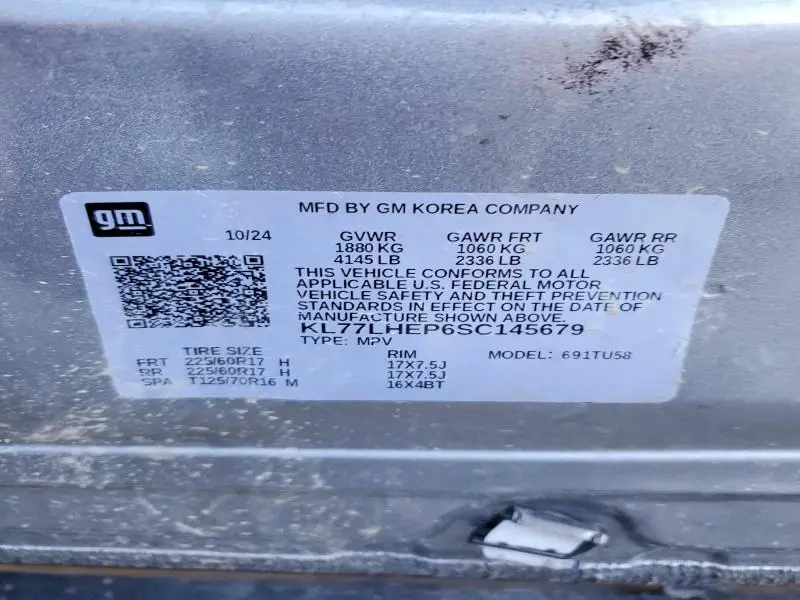 gm
MFD BY GM KOREA COMPANY
10/24
GVWR GAWR FRT GAWR RR
1880 KG 1060 KG 1060 KG
4145 LB 2336 LB 2336 LB
THIS VEHICLE CONFORMS TO ALL
APPLICABLE U.S. FEDERAL MOTOR
VEHICLE SAFETY AND THEFT PREVENTION
STANDARDS IN EFFECT ON THE DATE OF
MANUFACTURE SHOWN ABOVE.
KL77LHEP6SC145679
TYPE: MPV
TIRE SIZE RIM MODEL: 691TU58
FRT 225/60R17 H 17X7.5J
RR 225/60R17 H 17X7.5J
SPA T125/70R16 M 16X4BT